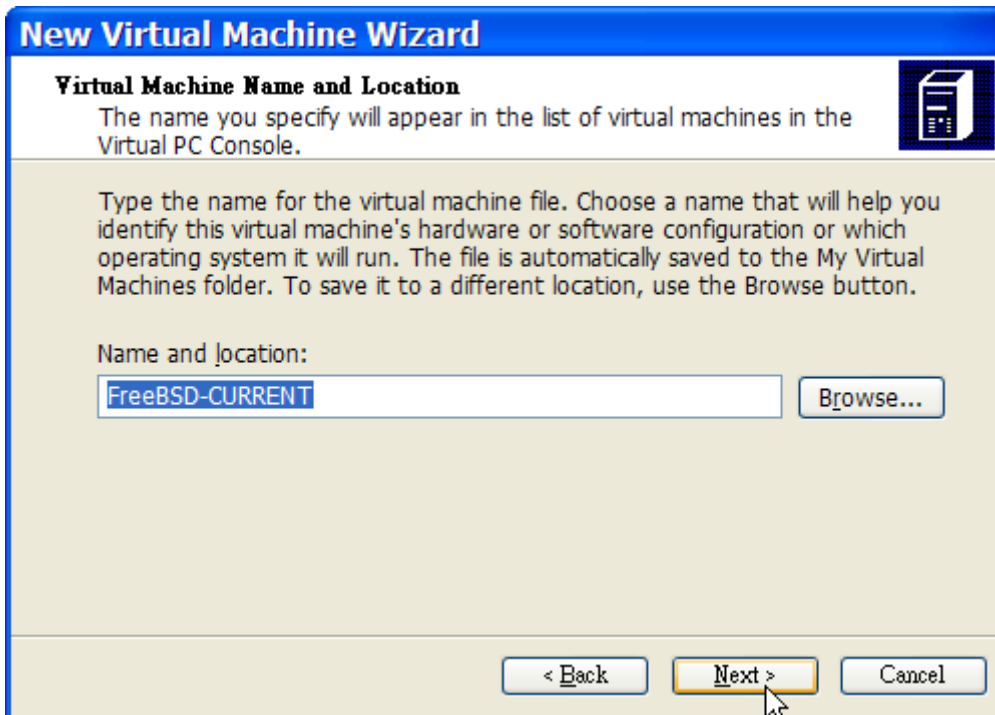 New Virtual Machine Wizard
Virtual Machine Name and Location
The name you specify will appear in the list of virtual machines in the
Virtual PC Console.
Type the name for the virtual machine file. Choose a name that will help you
identify this virtual machine's hardware or software configuration or which
operating system it will run. The file is automatically saved to the My Virtual
Machines folder. To save it to a different location, use the Browse button.
Name and location:
FreeBSD-CURRENT
Browse...
< Back
Next >
Cancel